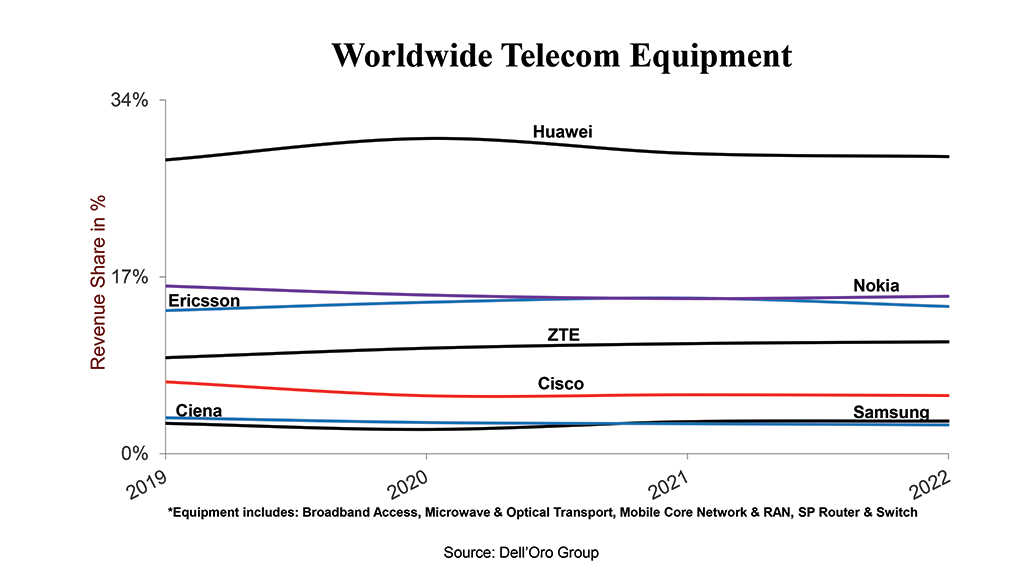 Worldwide Telecom Equipment
34%
Huawei
17%
Nokia
Ericsson
ZTE
Cisco
Ciena
Samsung
0%
Revenue Share in %
2019
2020
2021
2022
*Equipment includes: Broadband Access, Microwave & Optical Transport, Mobile Core Network & RAN, SP Router & Switch
Source: Dell’Oro Group